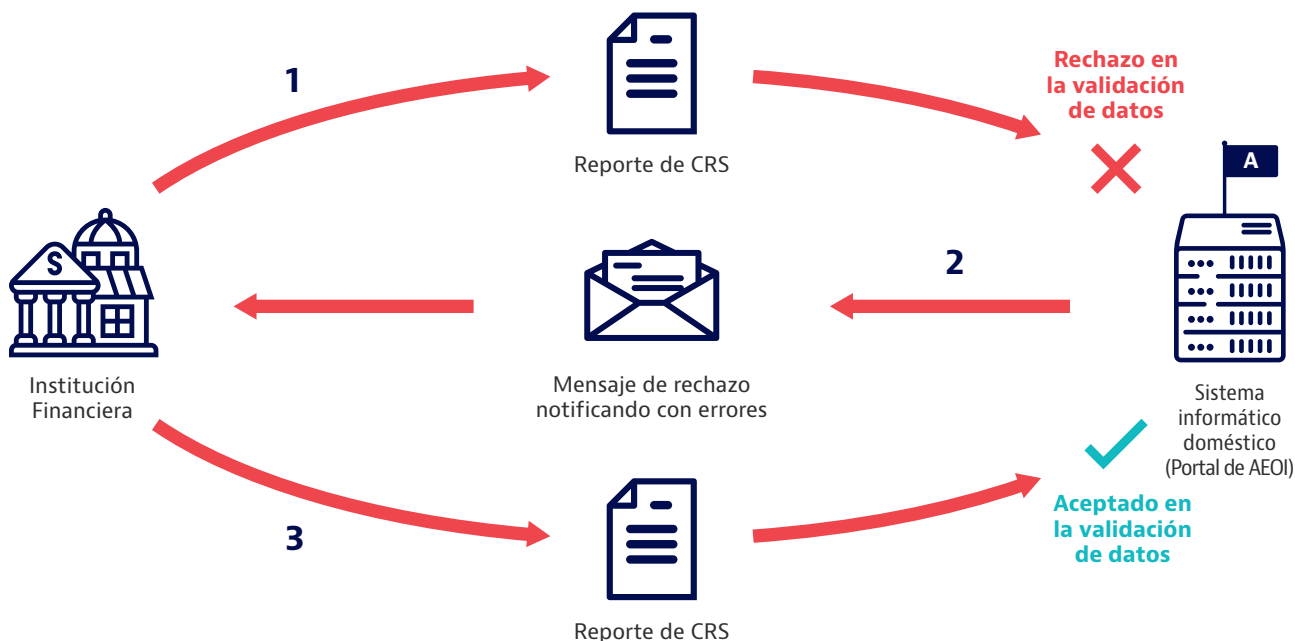 1
Reporte de CRS
Rechazo en
la validación
de datos
A
S
Institución
Financiera
2
Mensaje de rechazo
notificando con errores
Sistema
informático
doméstico
(Portal de AEOI)
3
Reporte de CRS
Aceptado en
la validación
de datos